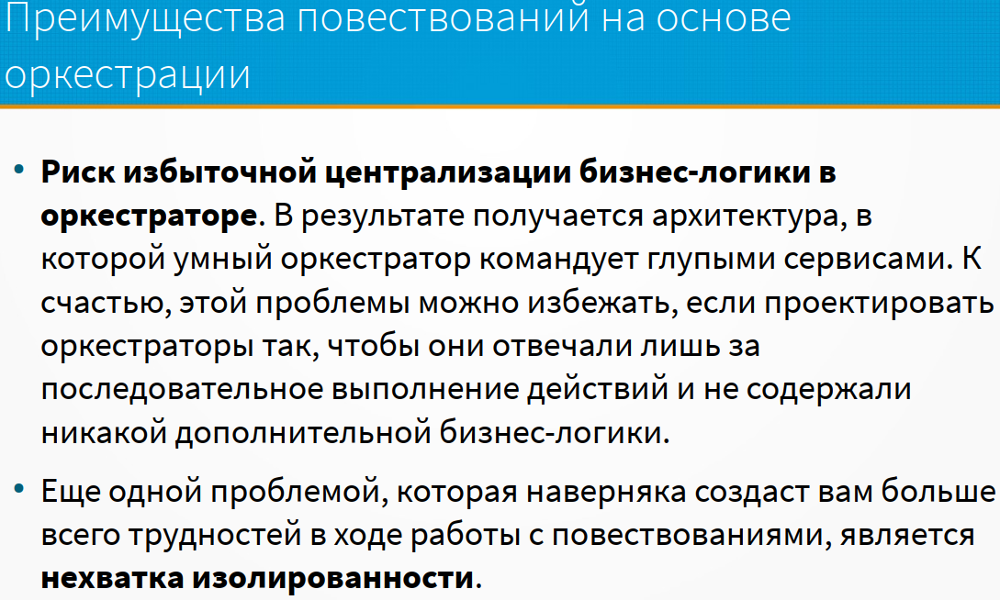 Преимущества повествований на основе
оркестрации
• Риск избыточной централизации бизнес-логики в
оркестраторе. В результате получается архитектура, в
которой умный оркестратор командует глупыми сервисами. К
счастью, этой проблемы можно избежать, если проектировать
оркестраторы так, чтобы они отвечали лишь за
последовательное выполнение действий и не содержали
никакой дополнительной бизнес-логики.
• Еще одной проблемой, которая наверняка создаст вам больше
всего трудностей в ходе работы с повествованиями, является
нехватка изолированности.